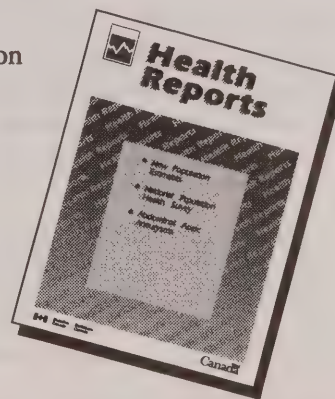 on
Health
Reports
New Population
Estimates
National Population
Health Survey
Abdominal Aortic
Aneurysms
Canada